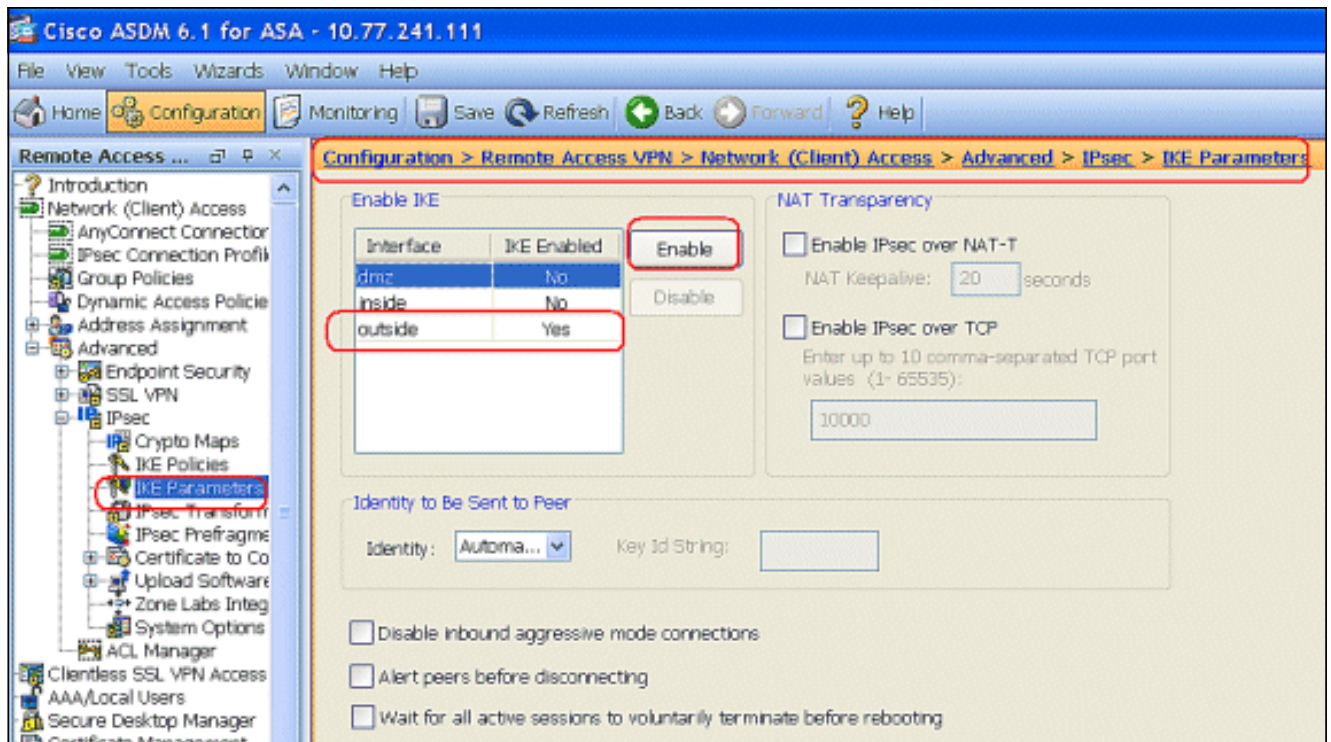 Cisco ASDM 6.1 for ASA - 10.77.241.111
File View Tools Wizards Window Help
Home Configuration Monitoring Save Refresh Back Forward Help
Remote Access ...
Configuration > Remote Access VPN > Network (Client) Access > Advanced > IPsec > IKE Parameters
Introduction
Network (Client) Access
AnyConnect Connection
IPsec Connection Profil
Group Policies
Dynamic Access Policie
Address Assignment
Advanced
Endpoint Security
SSL VPN
IPsec
Crypto Maps
IKE Policies
IKE Parameters
IPsec Transform
IPsec Prefragme
Certificate to Co
Upload Software
Zone Labs Integ
System Options
ACL Manager
Clientless SSL VPN Access
AAA/Local Users
Secure Desktop Manager
Certificate Management
Enable IKE
Interface IKE Enabled
dmz No
inside No
outside Yes
Enable
Disable
NAT Transparency
Enable IPsec over NAT-T
NAT Keepalive: 20 seconds
Enable IPsec over TCP
Enter up to 10 comma-separated TCP port
values (1- 65535):
10000
Identity to Be Sent to Peer
Identity: Automa... Key Id String:
Disable inbound aggressive mode connections
Alert peers before disconnecting
Wait for all active sessions to voluntarily terminate before rebooting